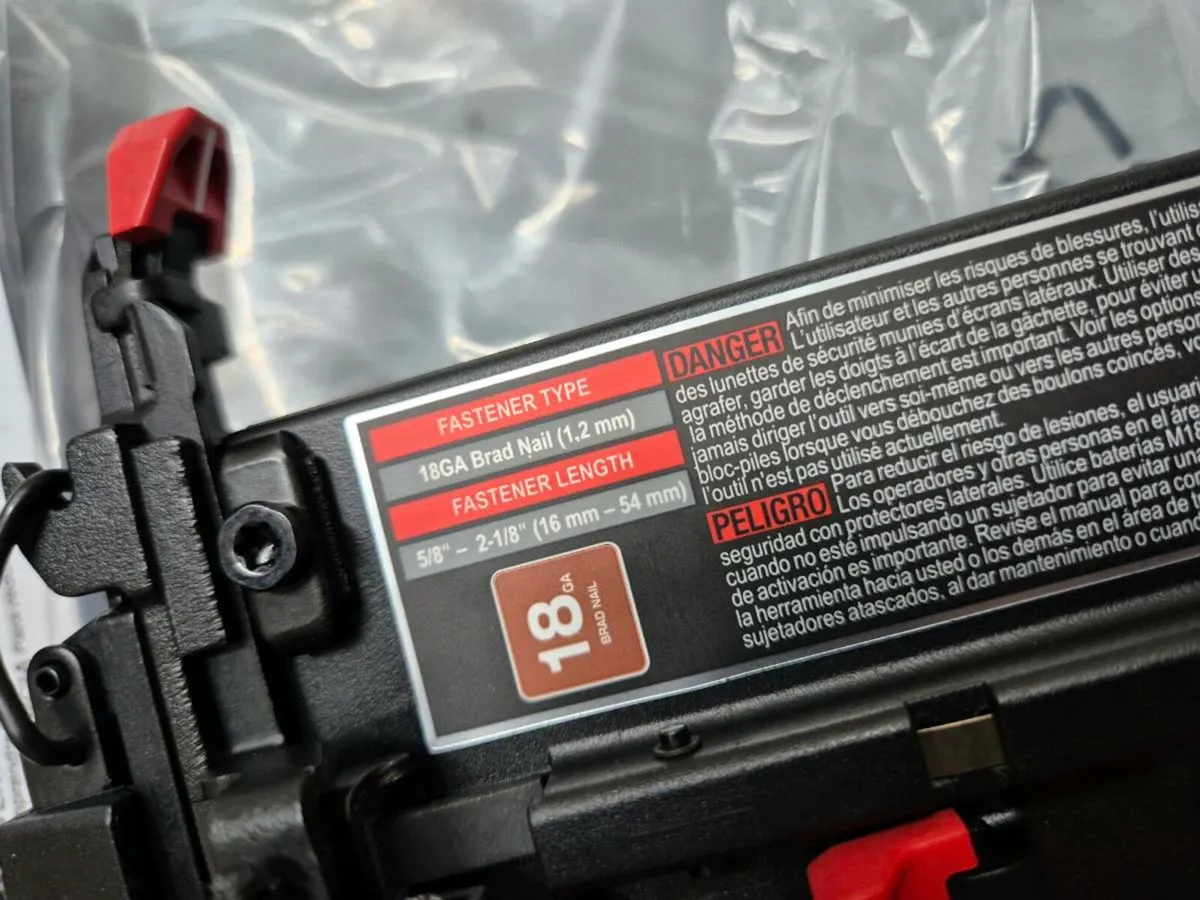 FASTENER TYPE
18GA Brad Nail (1.2 mm)
FASTENER LENGTH
5/8" – 2-1/8" (16 mm – 54 mm)
18 GA
BRAD NAIL
DANGER Afin de minimiser les risques de blessures, l'utilis
L'utilisateur et les autres personnes se trouvant
des lunettes de sécurité munies d'écrans latéraux. Utiliser des
agrafer, garder les doigts à l'écart de la gâchette, pour éviter
la méthode de déclenchement est important. Voir les option
jamais diriger l'outil vers soi-même ou vers les autres perso
bloc-piles lorsque vous débouchez des boulons coincés, vo
l'outil n'est pas utilisé actuellement.
PELIGRO Para reducir el riesgo de lesiones, el usuar
Los operadores y otras personas en el áre
seguridad con protectores laterales. Utilice baterías M18
cuando no esté impulsando un sujetador para evitar un
de activación es importante. Revise el manual para co
la herramienta hacia usted o los demás en el área de
sujetadores atascados, al dar mantenimiento o cuan